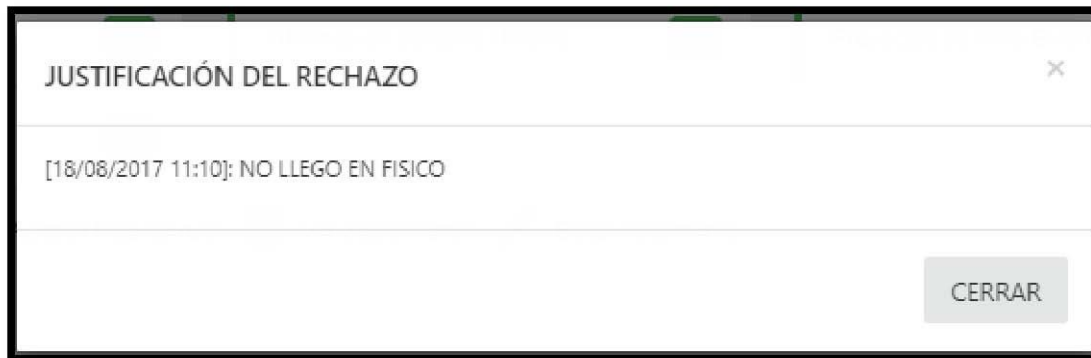 JUSTIFICACIÓN DEL RECHAZO
[18/08/2017 11:10]: NO LLEGO EN FISICO
CERRAR